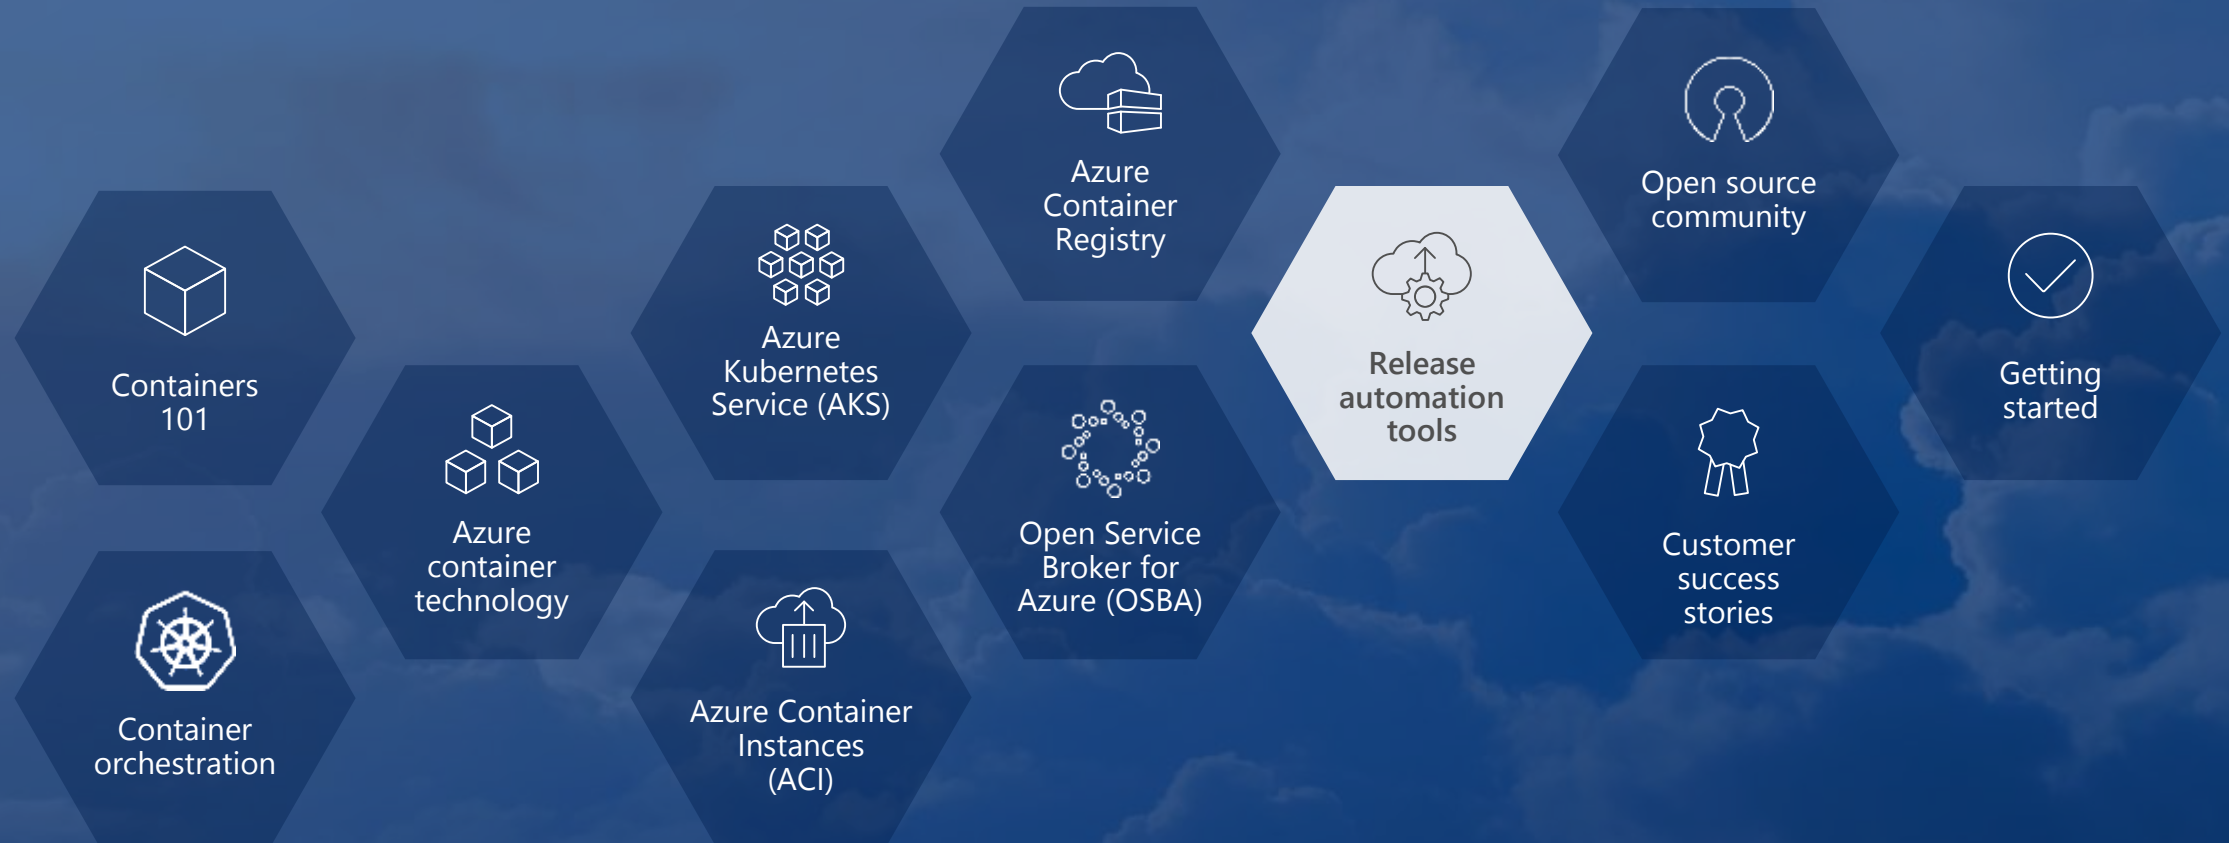 Containers
101
Container
orchestration
Azure
container
technology
Azure
Kubernetes
Service (AKS)
Azure Container
Instances
(ACI)
Azure
Container
Registry
Open Service
Broker for
Azure (OSBA)
Release
automation
tools
Open source
community
Customer
success
stories
Getting
started